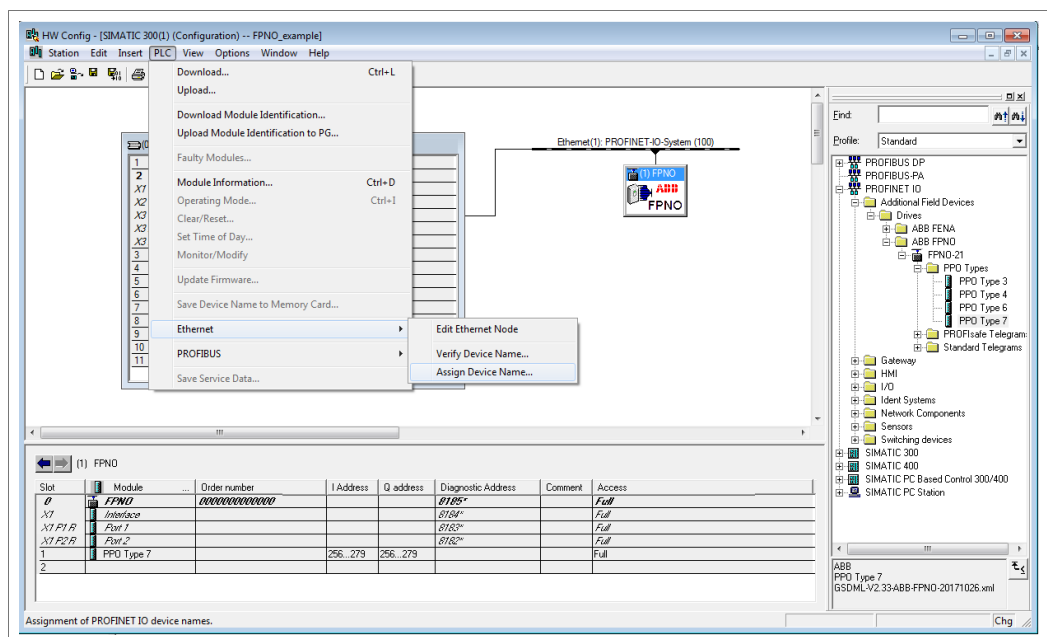 HW Config - [SIMATIC 300(1) (Configuration) -- FPNO_example]
Station Edit Insert PLC View Options Window Help
Download... Ctrl+L
Upload...
Download Module Identification...
Upload Module Identification to PG...
Faulty Modules...
Module Information... Ctrl+D
Operating Mode... Ctrl+I
Clear/Reset...
Set Time of Day...
Monitor/Modify
Update Firmware...
Save Device Name to Memory Card...
Ethernet
PROFIBUS
Save Service Data...
Edit Ethernet Node
Verify Device Name...
Assign Device Name...
1
2
X1
X2
X3
X3
X3
3
4
5
6
7
8
9
10
11
Ethernet(1): PROFINET-IO-System (100)
(1) FPNO
ABB
FPNO
Find:
Profile: Standard
PROFIBUS DP
PROFIBUS-PA
PROFINET IO
Additional Field Devices
Drives
ABB FENA
ABB FPNO
FPNO-21
PPO Types
PPO Type 3
PPO Type 4
PPO Type 6
PPO Type 7
PROFIsafe Telegram
Standard Telegrams
Gateway
HMI
I/O
Ident Systems
Network Components
Sensors
Switching devices
SIMATIC 300
SIMATIC 400
SIMATIC PC Based Control 300/400
SIMATIC PC Station
ABB
PPO Type 7
GSDML-V2.33-ABB-FPNO-20171026.xml
(1) FPNO
Slot Module ... Order number I Address Q address Diagnostic Address Comment Access
0 FPNO 0000000000000 8185* Full
X1 Interface 8184* Full
X1 P1 R Port 1 8183* Full
X1 P2 R Port 2 8182* Full
1 PPO Type 7 256...279 256...279 Full
2
Assignment of PROFINET IO device names. Chg